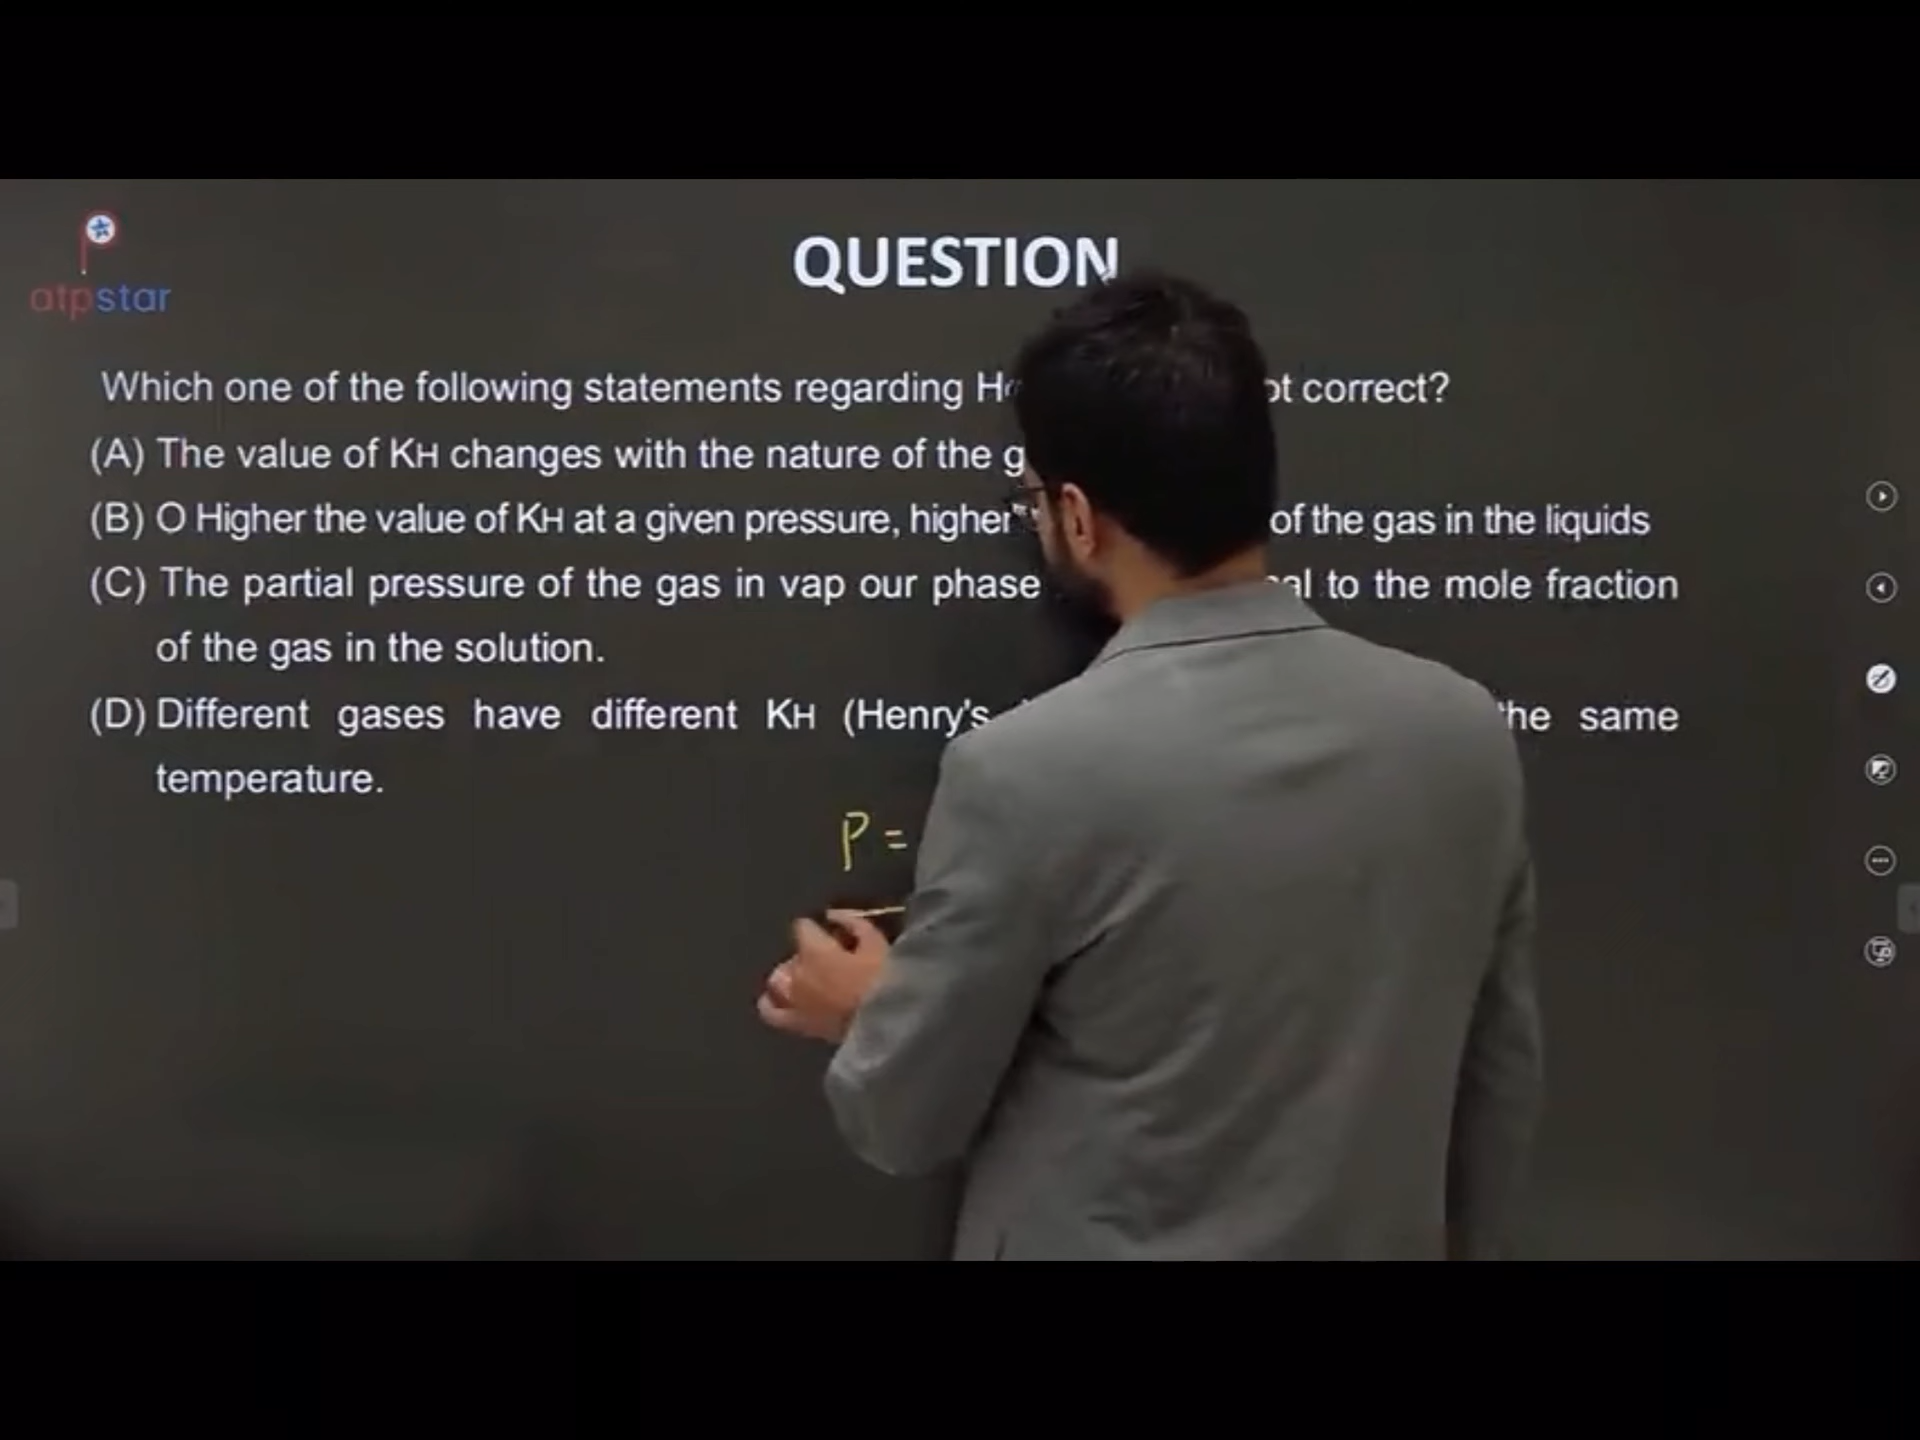 atpstar
QUESTION
Which one of the following statements regarding ot correct?
(A) The value of KH changes with the nature of the g
(B) O Higher the value of KH at a given pressure, higher of the gas in the liquids
(C) The partial pressure of the gas in vap our phase al to the mole fraction
of the gas in the solution.
(D) Different gases have different KH (Henry's he same
temperature.
P =